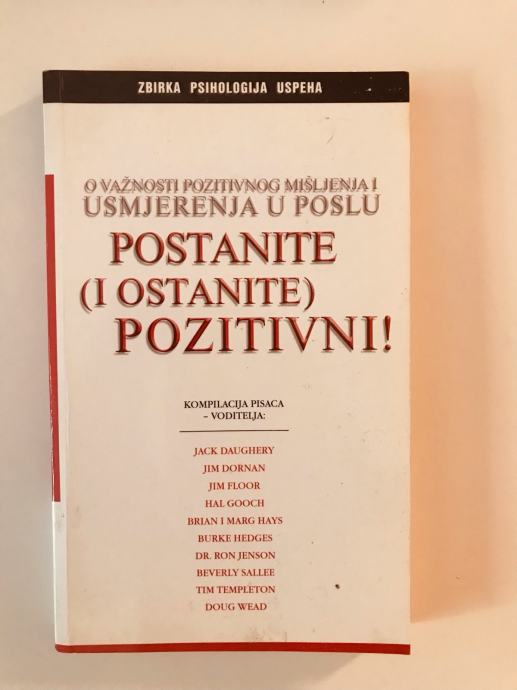 ZBIRKA PSIHOLOGIJA USPEHA
O VAŽNOSTI POZITIVNOG MIŠLJENJA I
USMJERENJA U POSLU
POSTANITE
(I OSTANITE)
POZITIVNI!
KOMPILACIJA PISACA
– VODITELJA:
JACK DAUGHERY
JIM DORNAN
JIM FLOOR
HAL GOOCH
BRIAN I MARG HAYS
BURKE HEDGES
DR. RON JENSON
BEVERLY SALLEE
TIM TEMPLETON
DOUG WEAD